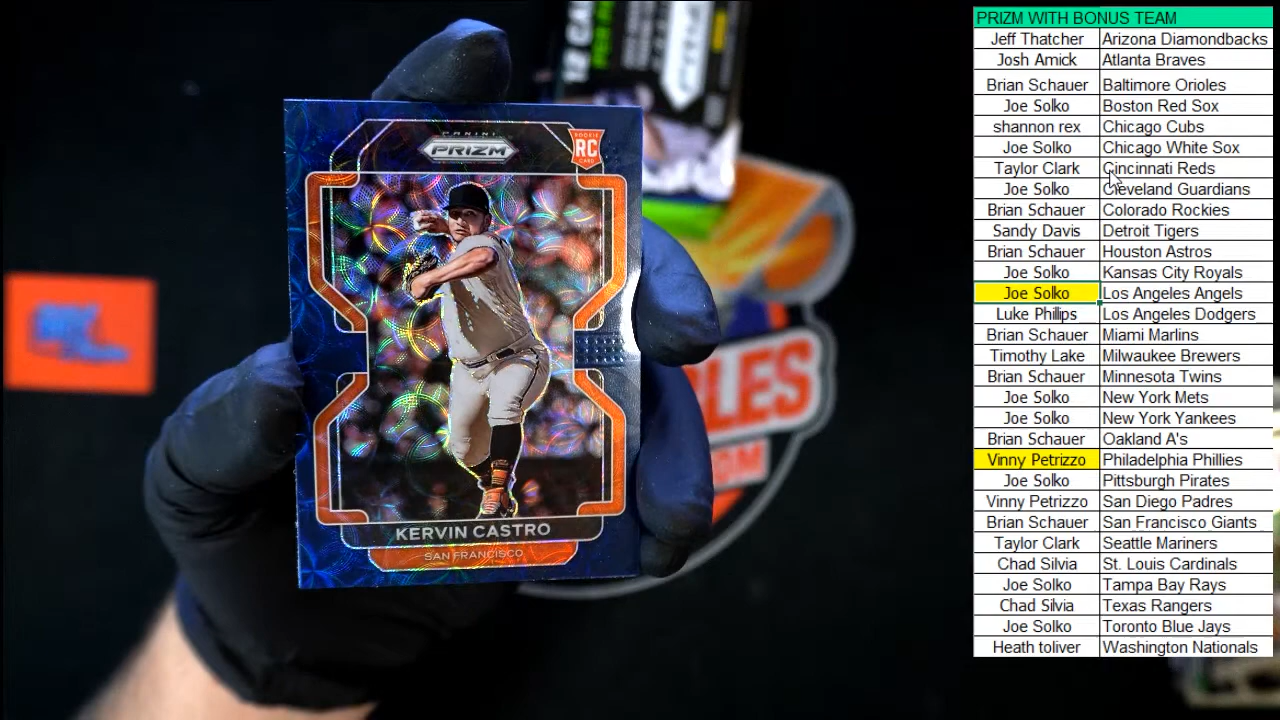 PANINI
PRIZM
ROOKIE
RC
CARD
KERVIN CASTRO
SAN FRANCISCO
PRIZM WITH BONUS TEAM
Jeff Thatcher Arizona Diamondbacks
Josh Amick Atlanta Braves
Brian Schauer Baltimore Orioles
Joe Solko Boston Red Sox
shannon rex Chicago Cubs
Joe Solko Chicago White Sox
Taylor Clark Cincinnati Reds
Joe Solko Cleveland Guardians
Brian Schauer Colorado Rockies
Sandy Davis Detroit Tigers
Brian Schauer Houston Astros
Joe Solko Kansas City Royals
Joe Solko Los Angeles Angels
Luke Phillps Los Angeles Dodgers
Brian Schauer Miami Marlins
Timothy Lake Milwaukee Brewers
Brian Schauer Minnesota Twins
Joe Solko New York Mets
Joe Solko New York Yankees
Brian Schauer Oakland A's
Vinny Petrizzo Philadelphia Phillies
Joe Solko Pittsburgh Pirates
Vinny Petrizzo San Diego Padres
Brian Schauer San Francisco Giants
Taylor Clark Seattle Mariners
Chad Silvia St. Louis Cardinals
Joe Solko Tampa Bay Rays
Chad Silvia Texas Rangers
Joe Solko Toronto Blue Jays
Heath toliver Washington Nationals